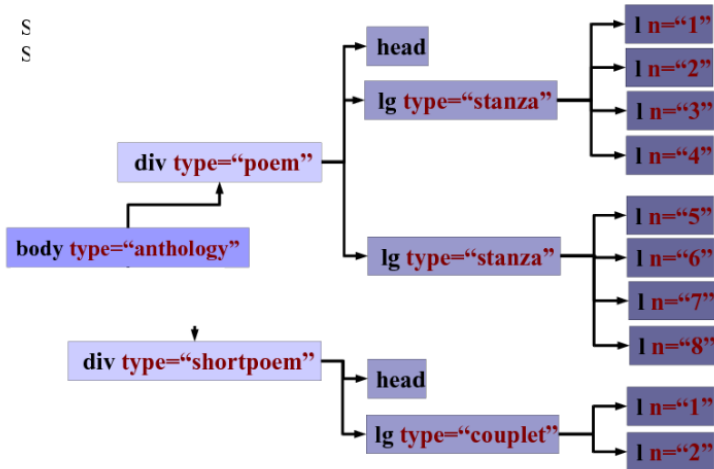 S
S
head
lg type=“stanza”
l n=“1”
l n=“2”
l n=“3”
l n=“4”
div type=“poem”
body type=“anthology”
lg type=“stanza”
l n=“5”
l n=“6”
l n=“7”
l n=“8”
div type=“shortpoem”
head
lg type=“couplet”
l n=“1”
l n=“2”